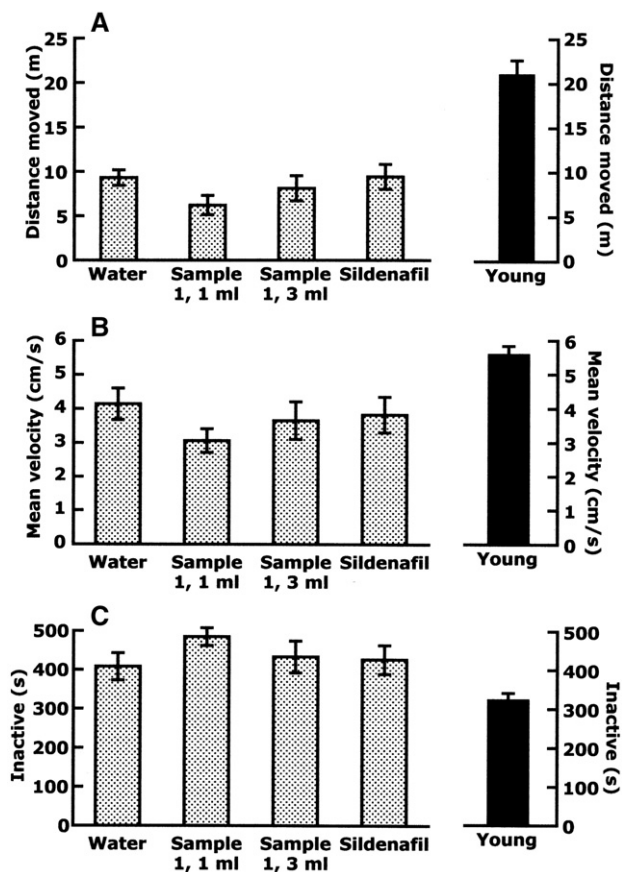 A
Distance moved (m)
25
20
15
10
5
0
Water
Sample
1, 1 ml
Sample
1, 3 ml
Sildenafil
25
20
15
10
5
0
Distance moved (m)
Young
B
Mean velocity (cm/s)
6
5
4
3
2
1
0
Water
Sample
1, 1 ml
Sample
1, 3 ml
Sildenafil
6
5
4
3
2
1
0
Mean velocity (cm/s)
Young
C
Inactive (s)
500
400
300
200
100
0
Water
Sample
1, 1 ml
Sample
1, 3 ml
Sildenafil
500
400
300
200
100
0
Inactive (s)
Young